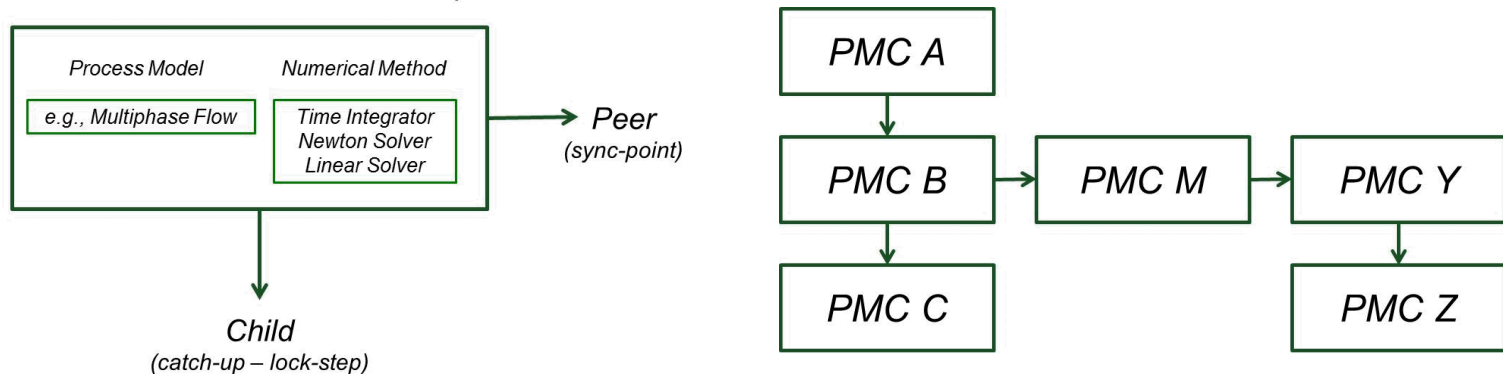 Process Model
Numerical Method
e.g., Multiphase Flow
Time Integrator
Newton Solver
Linear Solver
Peer
(sync-point)
Child
(catch-up – lock-step)
PMC A
PMC B
PMC M
PMC Y
PMC C
PMC Z